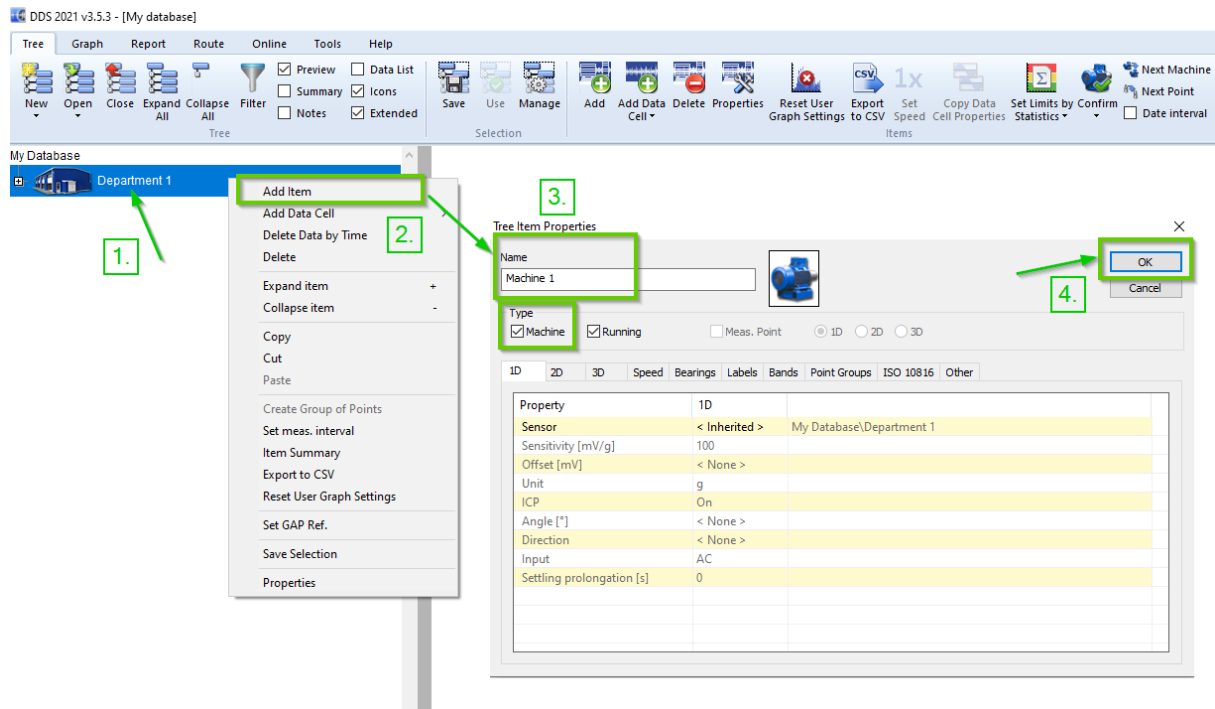 DDS 2021 v3.5.3 - [My database]
Tree Graph Report Route Online Tools Help
New Open Close Expand All Collapse All Filter
Preview Data List
Summary Icons
Notes Extended
Tree
Save Use Manage
Selection
Add Add Data Cell Delete Properties Reset User Graph Settings Export to CSV Set Speed Copy Data Cell Properties Set Limits by Statistics Confirm
CSV 1x Σ
Next Machine
Next Point
Date interval
Items
My Database
Department 1
1.
Add Item
Add Data Cell
Delete Data by Time
2.
Delete
Expand item +
Collapse item -
Copy
Cut
Paste
Create Group of Points
Set meas. interval
Item Summary
Export to CSV
Reset User Graph Settings
Set GAP Ref.
Save Selection
Properties
3.
Tree Item Properties
Name
Machine 1
OK
Cancel
4.
Type
Machine Running Meas. Point 1D 2D 3D
1D 2D 3D Speed Bearings Labels Bands Point Groups ISO 10816 Other
Property 1D
Sensor < Inherited > My Database\Department 1
Sensitivity [mV/g] 100
Offset [mV] < None >
Unit g
ICP On
Angle [°] < None >
Direction < None >
Input AC
Settling prolongation [s] 0